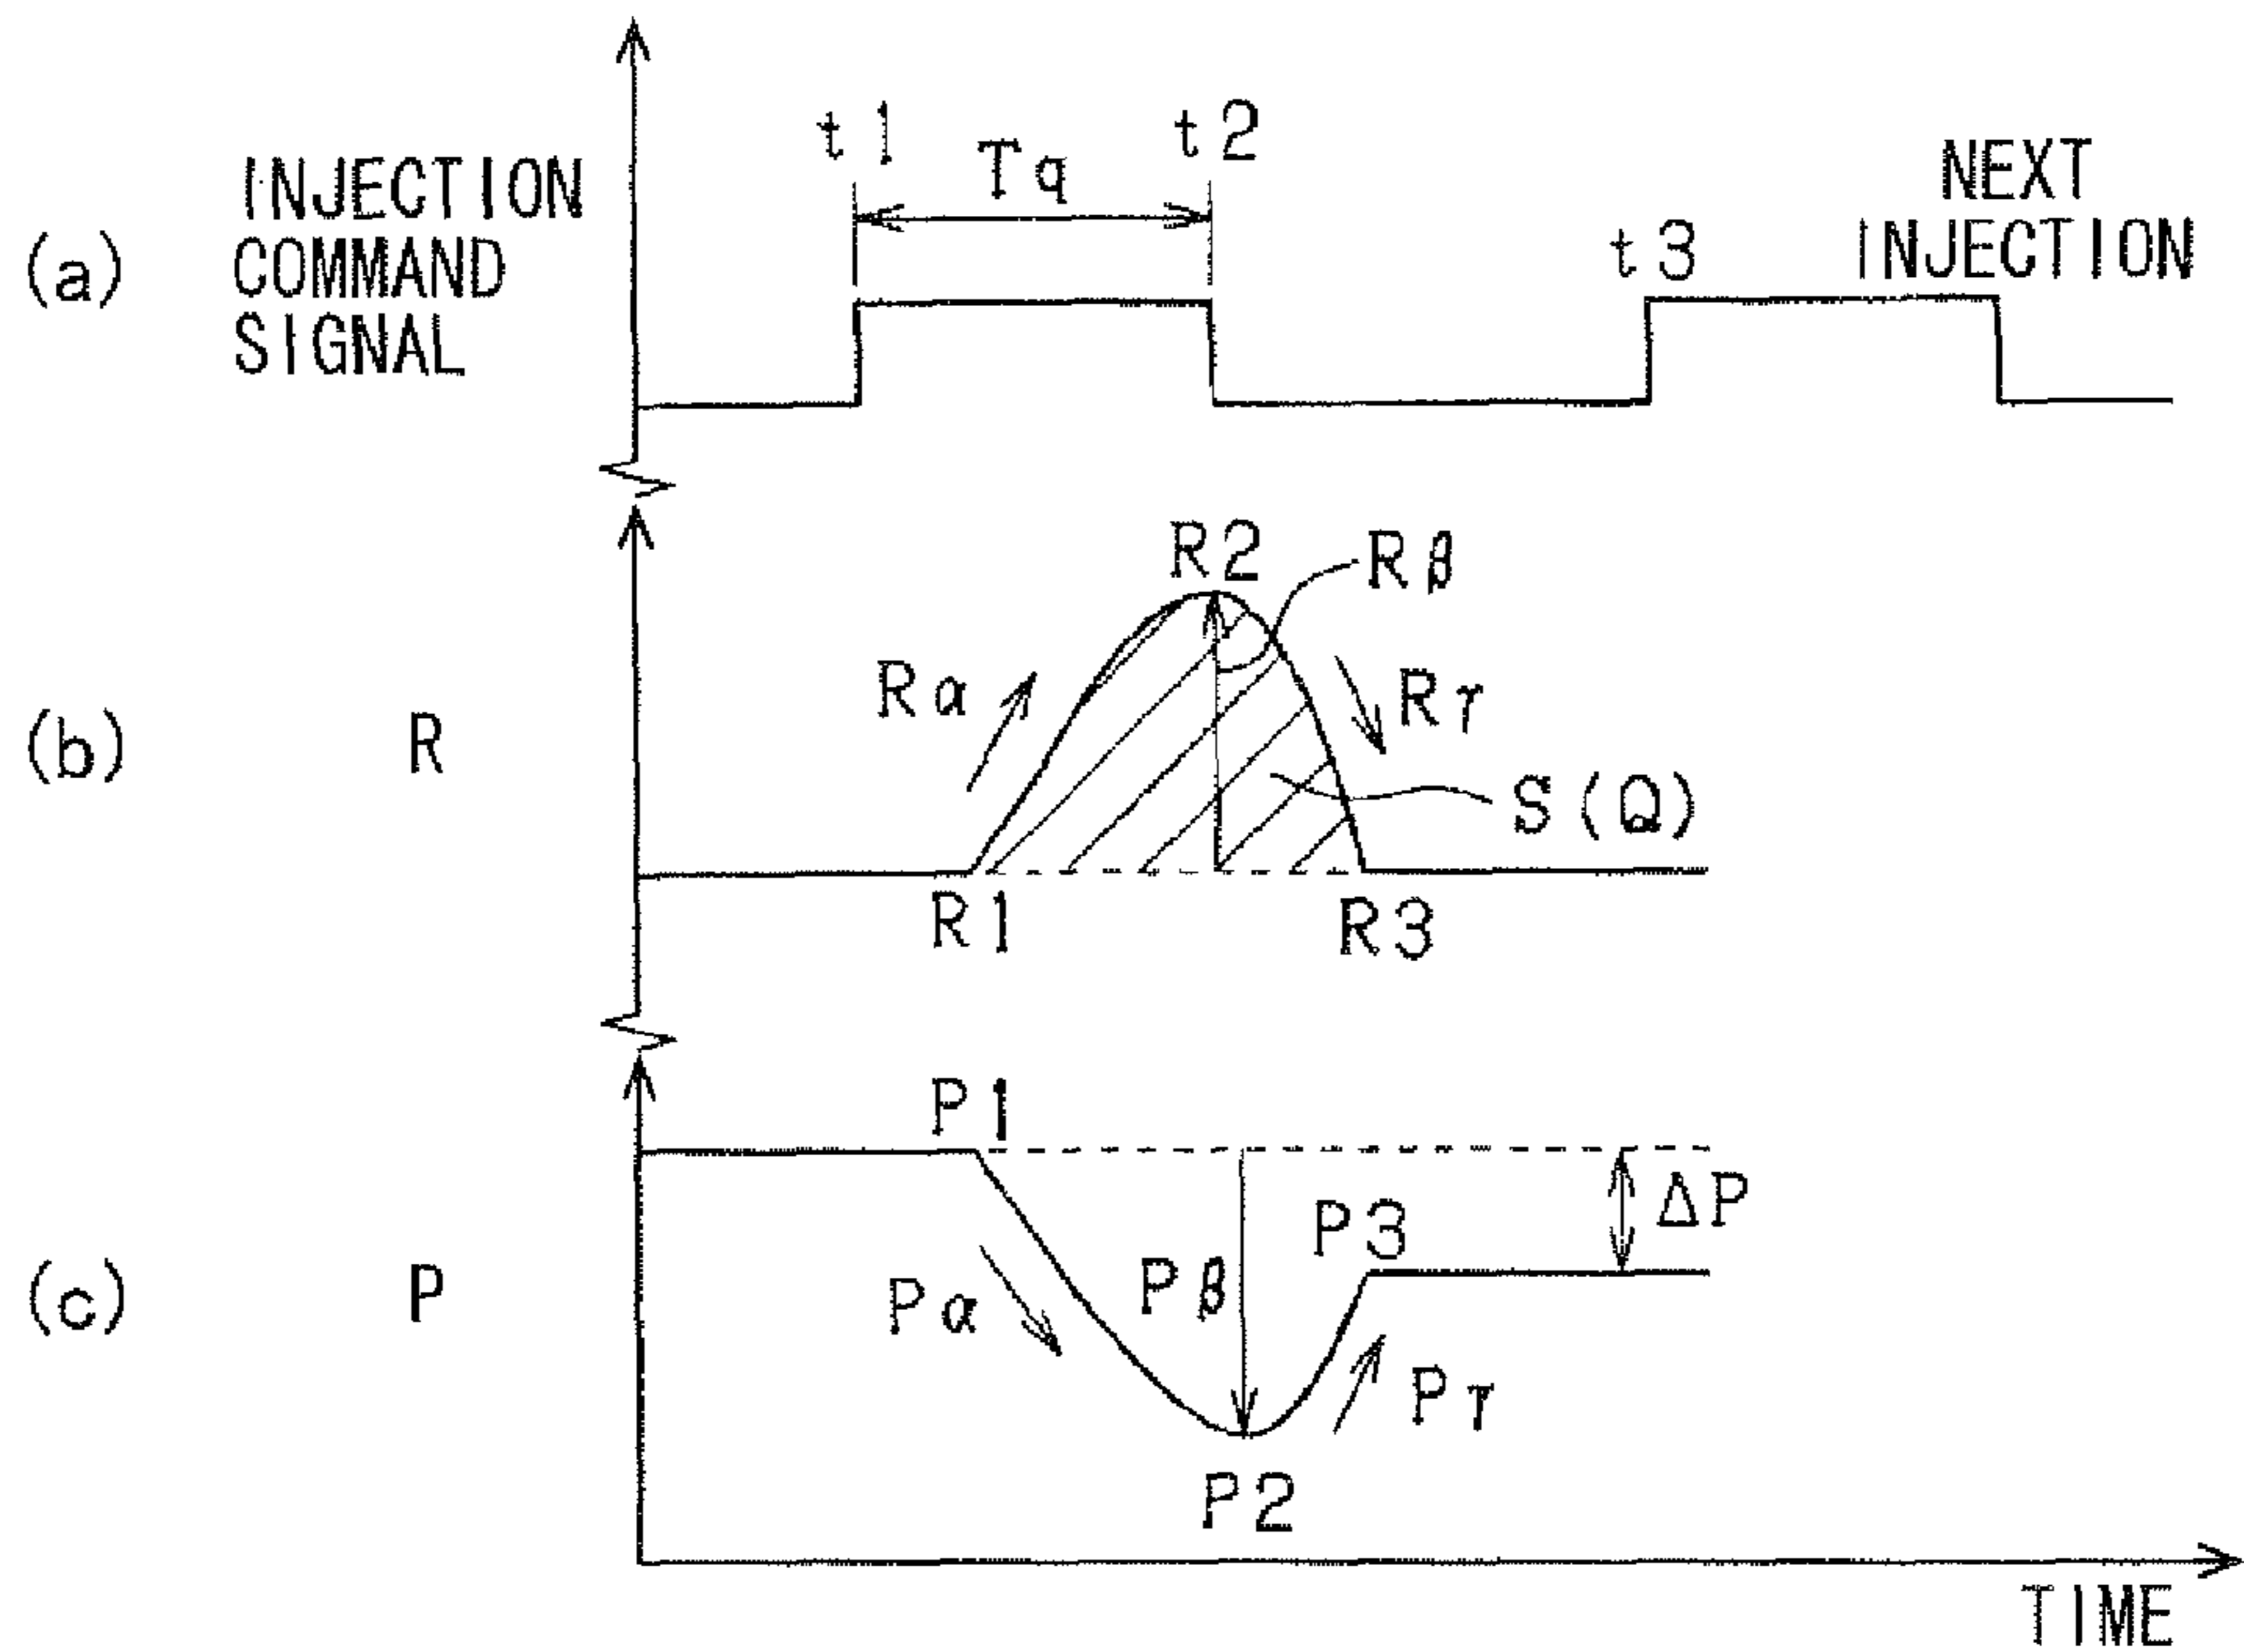 (a)
INJECTION
COMMAND
SIGNAL
t1
Tq
t2
t3
NEXT
INJECTION
(b)
R
R2
Rβ
Rα
Rγ
S(Q)
R1
R3
(c)
P
P1
ΔP
P3
Pβ
Pα
Pγ
P2
TIME